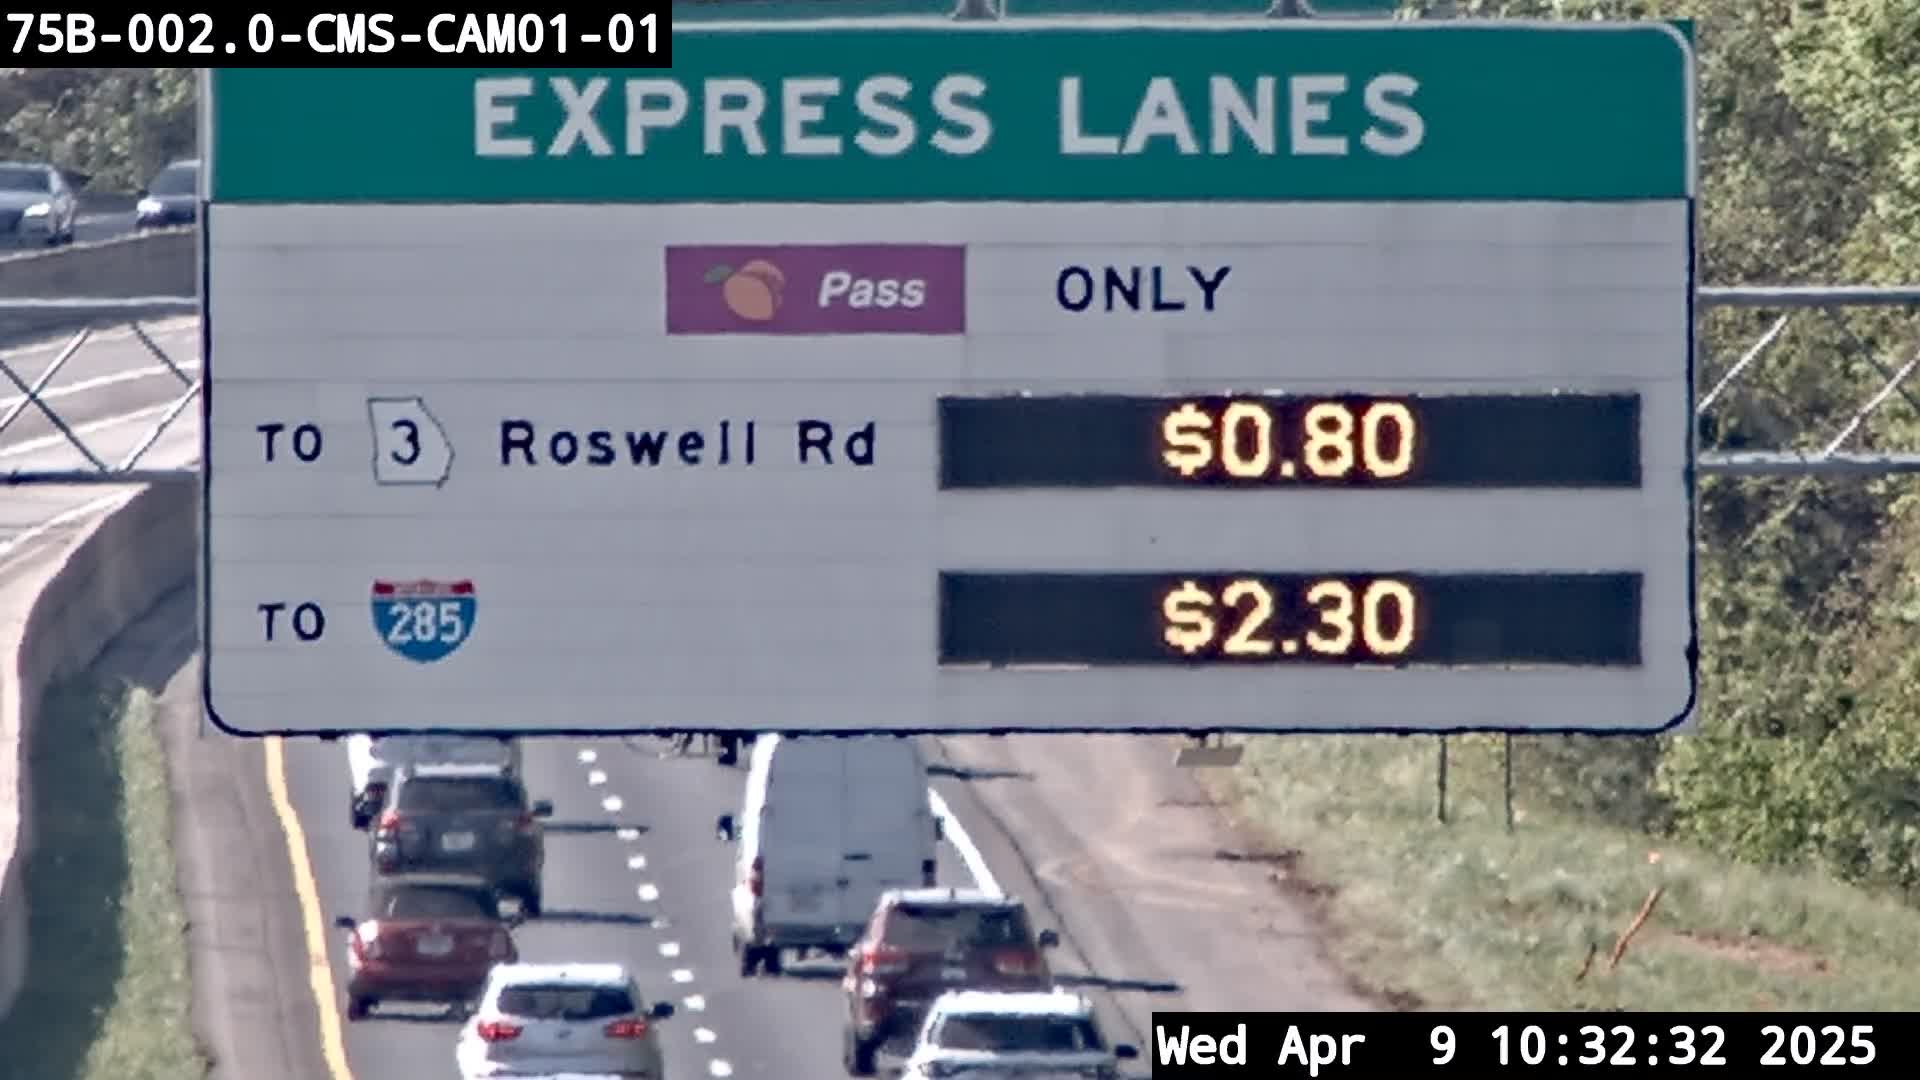 75B-002.0-CMS-CAM01-01
EXPRESS LANES
Pass ONLY
TO 3 Roswell Rd $0.80
TO 285 $2.30
Wed Apr 9 10:32:32 2025